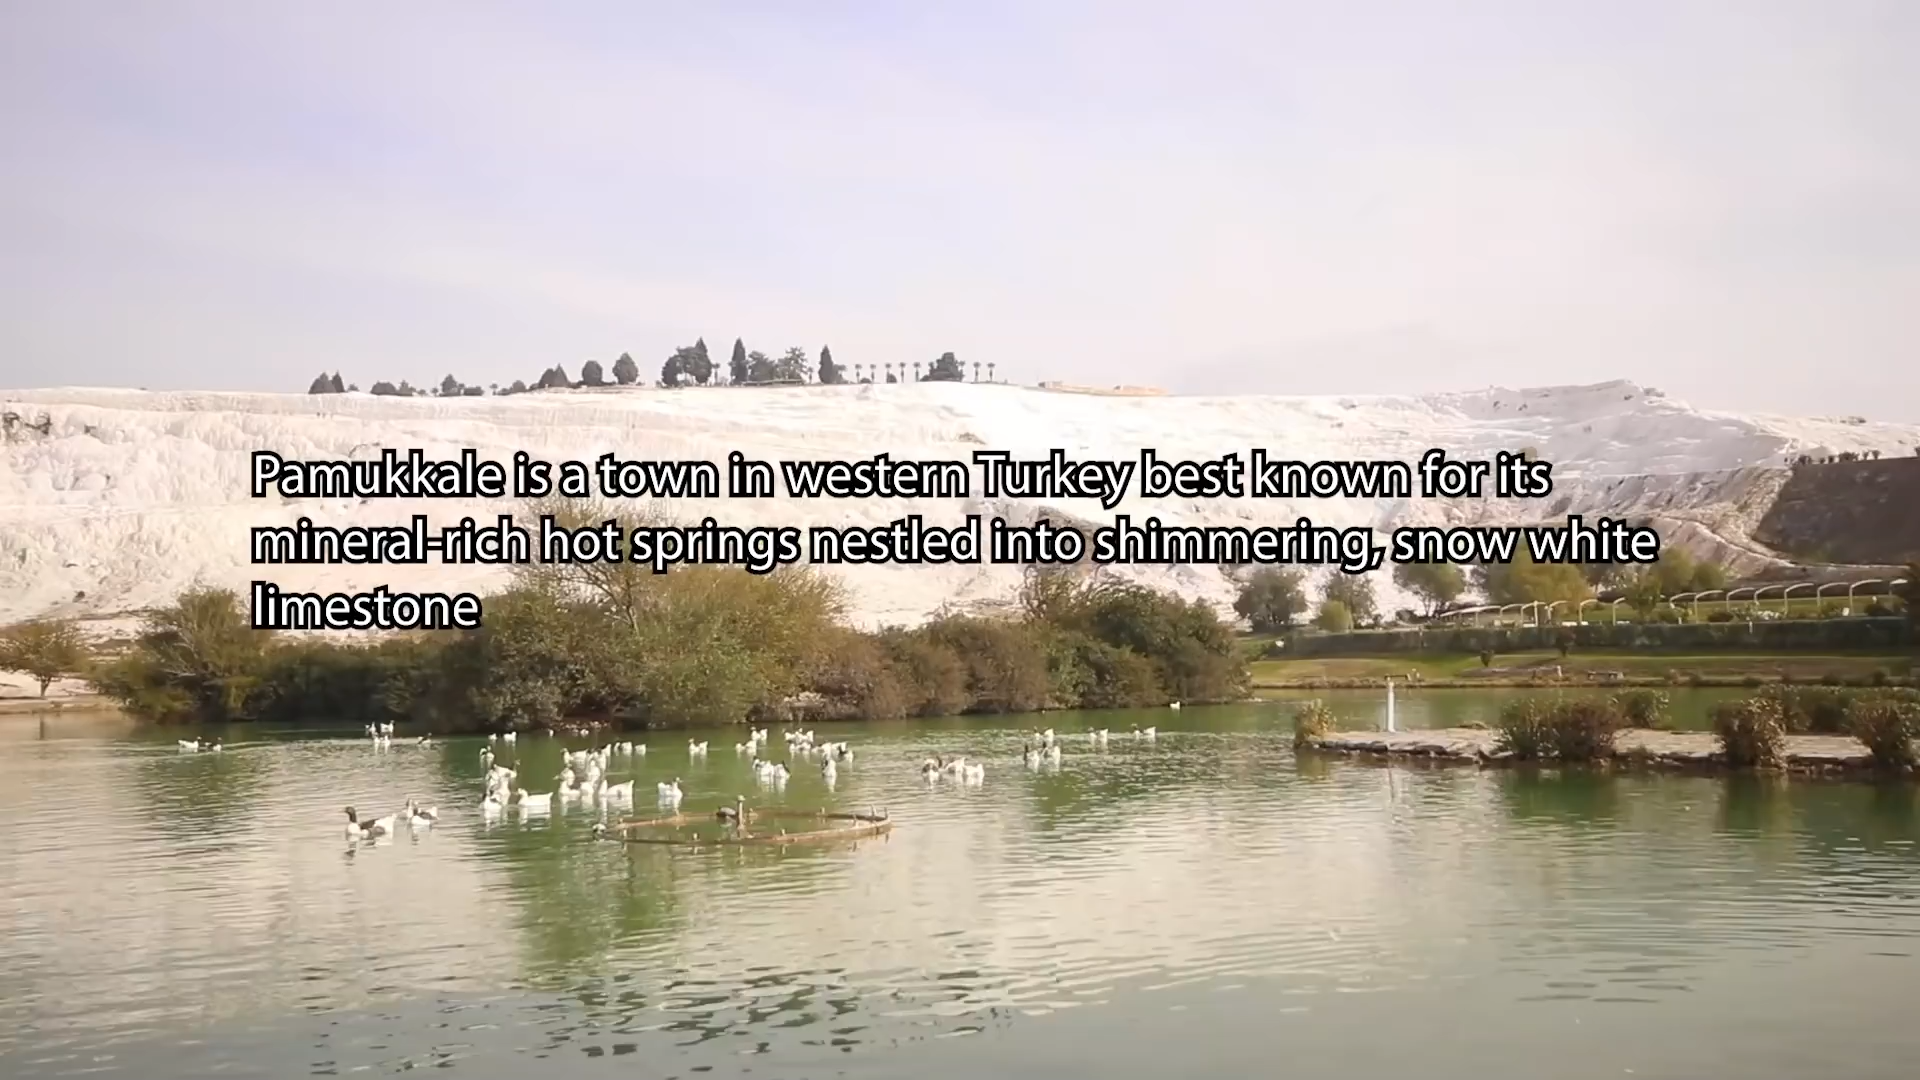 Pamukkale is a town in western Turkey best known for its
mineral-rich hot springs nestled into shimmering, snow white
limestone